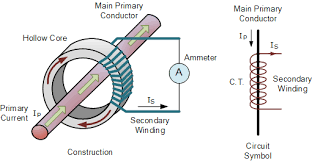 Main Primary
Conductor
Hollow Core
Ammeter
A
Primary
Current IP
IS
Secondary
Winding
Construction
Main Primary
Conductor
IP
IS
C.T.
Secondary
Winding
Circuit
Symbol